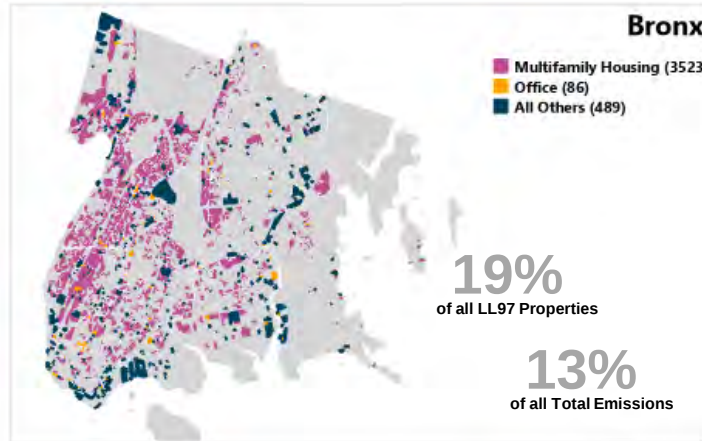 Bronx
Multifamily Housing (3523
Office (86)
All Others (489)
19%
of all LL97 Properties
13%
of all Total Emissions